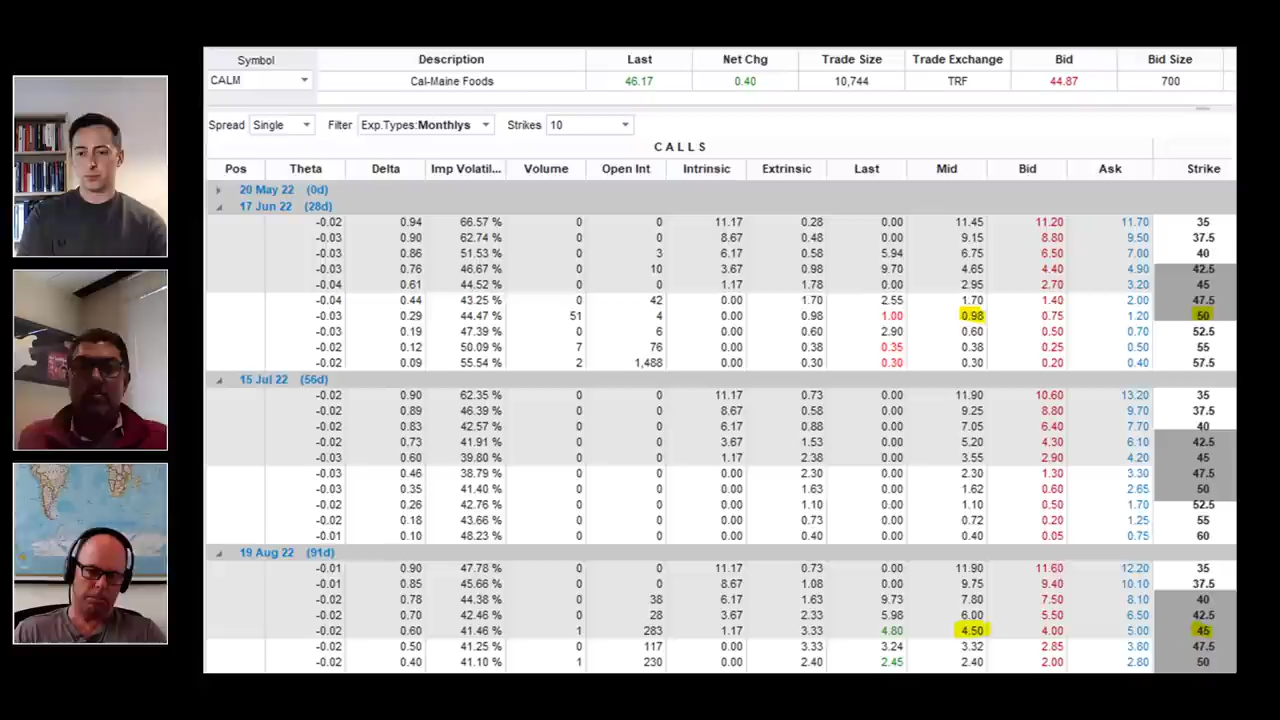 Symbol Description Last Net Chg Trade Size Trade Exchange Bid Bid Size
CALM Cal-Maine Foods 46.17 0.40 10,744 TRF 44.87 700
Spread Single Filter Exp.Types:Monthlys Strikes 10
CALLS
Pos Theta Delta Imp Volatil... Volume Open Int Intrinsic Extrinsic Last Mid Bid Ask Strike
20 May 22 (0d)
17 Jun 22 (28d)
-0.02 0.94 66.57 % 0 0 11.17 0.28 0.00 11.45 11.20 11.70 35
-0.03 0.90 62.74 % 0 0 8.67 0.48 0.00 9.15 8.80 9.50 37.5
-0.03 0.86 51.53 % 0 3 6.17 0.58 5.94 6.75 6.50 7.00 40
-0.03 0.76 46.67 % 0 10 3.67 0.98 9.70 4.65 4.40 4.90 42.5
-0.04 0.61 44.52 % 0 0 1.17 1.78 0.00 2.95 2.70 3.20 45
-0.04 0.44 43.25 % 0 42 0.00 1.70 2.55 1.70 1.40 2.00 47.5
-0.03 0.29 44.47 % 51 4 0.00 0.98 1.00 0.98 0.75 1.20 50
-0.03 0.19 47.39 % 0 6 0.00 0.60 2.90 0.60 0.50 0.70 52.5
-0.02 0.12 50.09 % 7 76 0.00 0.38 0.35 0.38 0.25 0.50 55
-0.02 0.09 55.54 % 2 1,488 0.00 0.30 0.30 0.30 0.20 0.40 57.5
15 Jul 22 (56d)
-0.02 0.90 62.35 % 0 0 11.17 0.73 0.00 11.90 10.60 13.20 35
-0.02 0.89 46.39 % 0 0 8.67 0.58 0.00 9.25 8.80 9.70 37.5
-0.02 0.83 42.57 % 0 0 6.17 0.88 0.00 7.05 6.40 7.70 40
-0.02 0.73 41.91 % 0 0 3.67 1.53 0.00 5.20 4.30 6.10 42.5
-0.03 0.60 39.80 % 0 0 1.17 2.38 0.00 3.55 2.90 4.20 45
-0.03 0.46 38.79 % 0 0 0.00 2.30 0.00 2.30 1.30 3.30 47.5
-0.03 0.35 41.40 % 0 0 0.00 1.63 0.00 1.62 0.60 2.65 50
-0.02 0.26 42.76 % 0 0 0.00 1.10 0.00 1.10 0.50 1.70 52.5
-0.02 0.18 43.66 % 0 0 0.00 0.73 0.00 0.72 0.20 1.25 55
-0.01 0.10 48.23 % 0 0 0.00 0.40 0.00 0.40 0.05 0.75 60
19 Aug 22 (91d)
-0.01 0.90 47.78 % 0 0 11.17 0.73 0.00 11.90 11.60 12.20 35
-0.01 0.85 45.66 % 0 0 8.67 1.08 0.00 9.75 9.40 10.10 37.5
-0.02 0.78 44.38 % 0 38 6.17 1.63 9.73 7.80 7.50 8.10 40
-0.02 0.70 42.46 % 0 28 3.67 2.33 5.98 6.00 5.50 6.50 42.5
-0.02 0.60 41.46 % 1 283 1.17 3.33 4.80 4.50 4.00 5.00 45
-0.02 0.50 41.25 % 0 117 0.00 3.33 3.24 3.32 2.85 3.80 47.5
-0.02 0.40 41.10 % 1 230 0.00 2.40 2.45 2.40 2.00 2.80 50